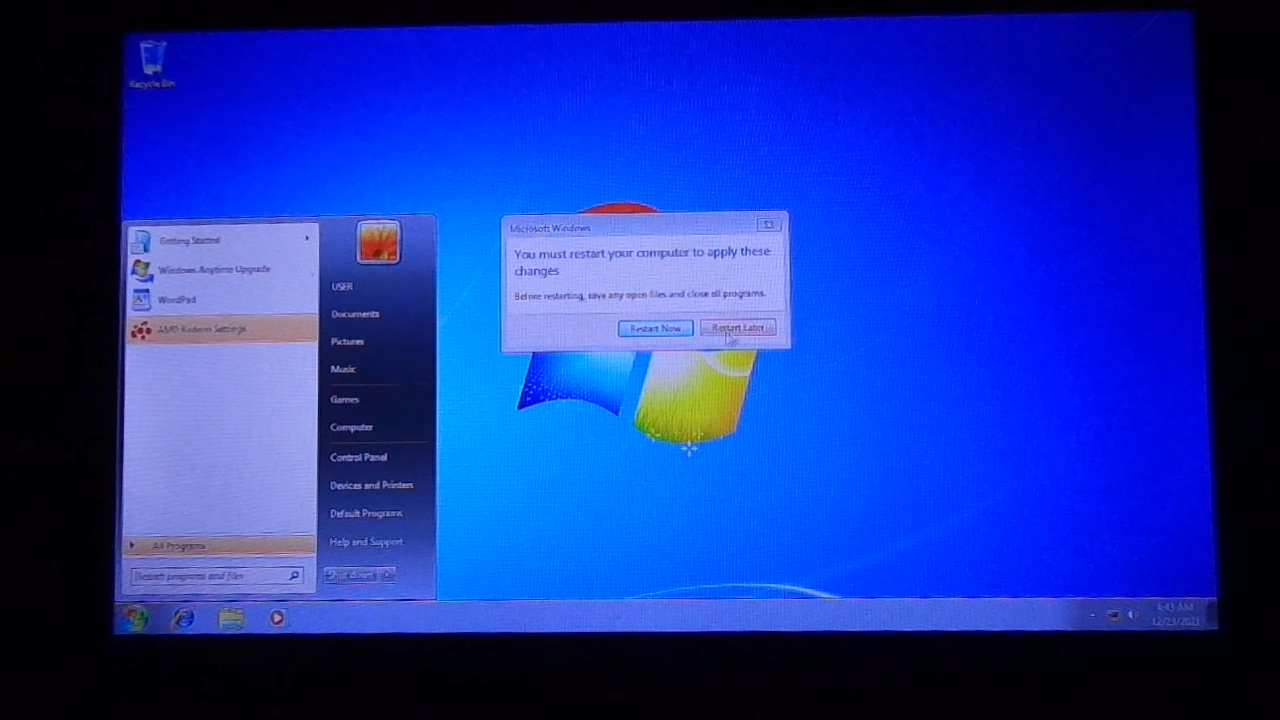 Recycle Bin
Getting Started
Windows Anytime Upgrade
WordPad
AMD Radeon Settings
All Programs
Search programs and files
USER
Documents
Pictures
Music
Games
Computer
Control Panel
Devices and Printers
Default Programs
Help and Support
Shut down
Microsoft Windows
You must restart your computer to apply these
changes
Before restarting, save any open files and close all programs.
Restart Now
Restart Later
4:43 AM